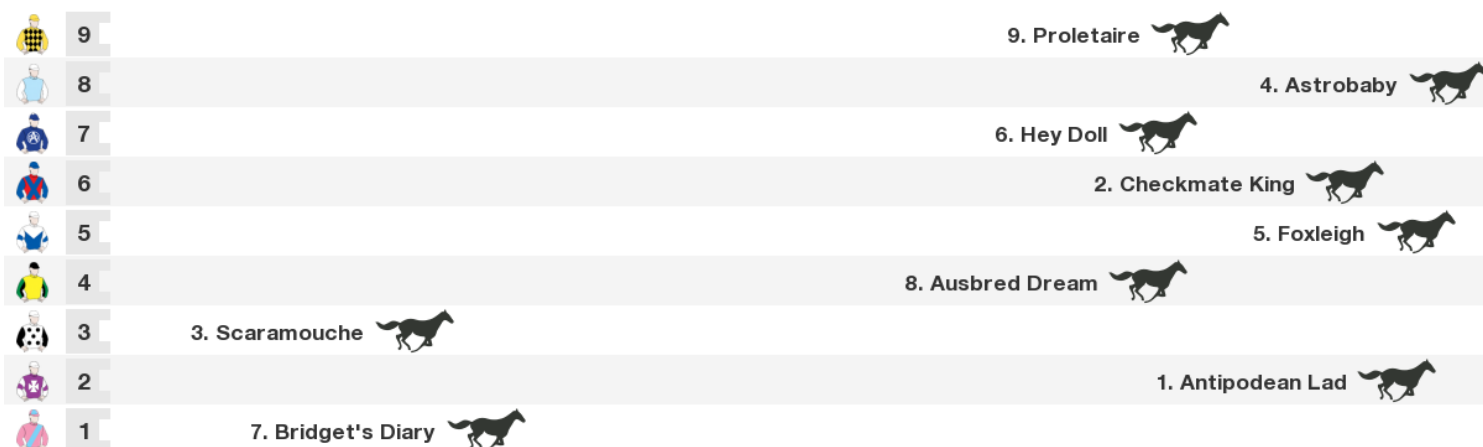 9 9. Proletaire
8 4. Astrobaby
7 6. Hey Doll
6 2. Checkmate King
5 5. Foxleigh
4 8. Ausbred Dream
3 3. Scaramouche
2 1. Antipodean Lad
1 7. Bridget's Diary